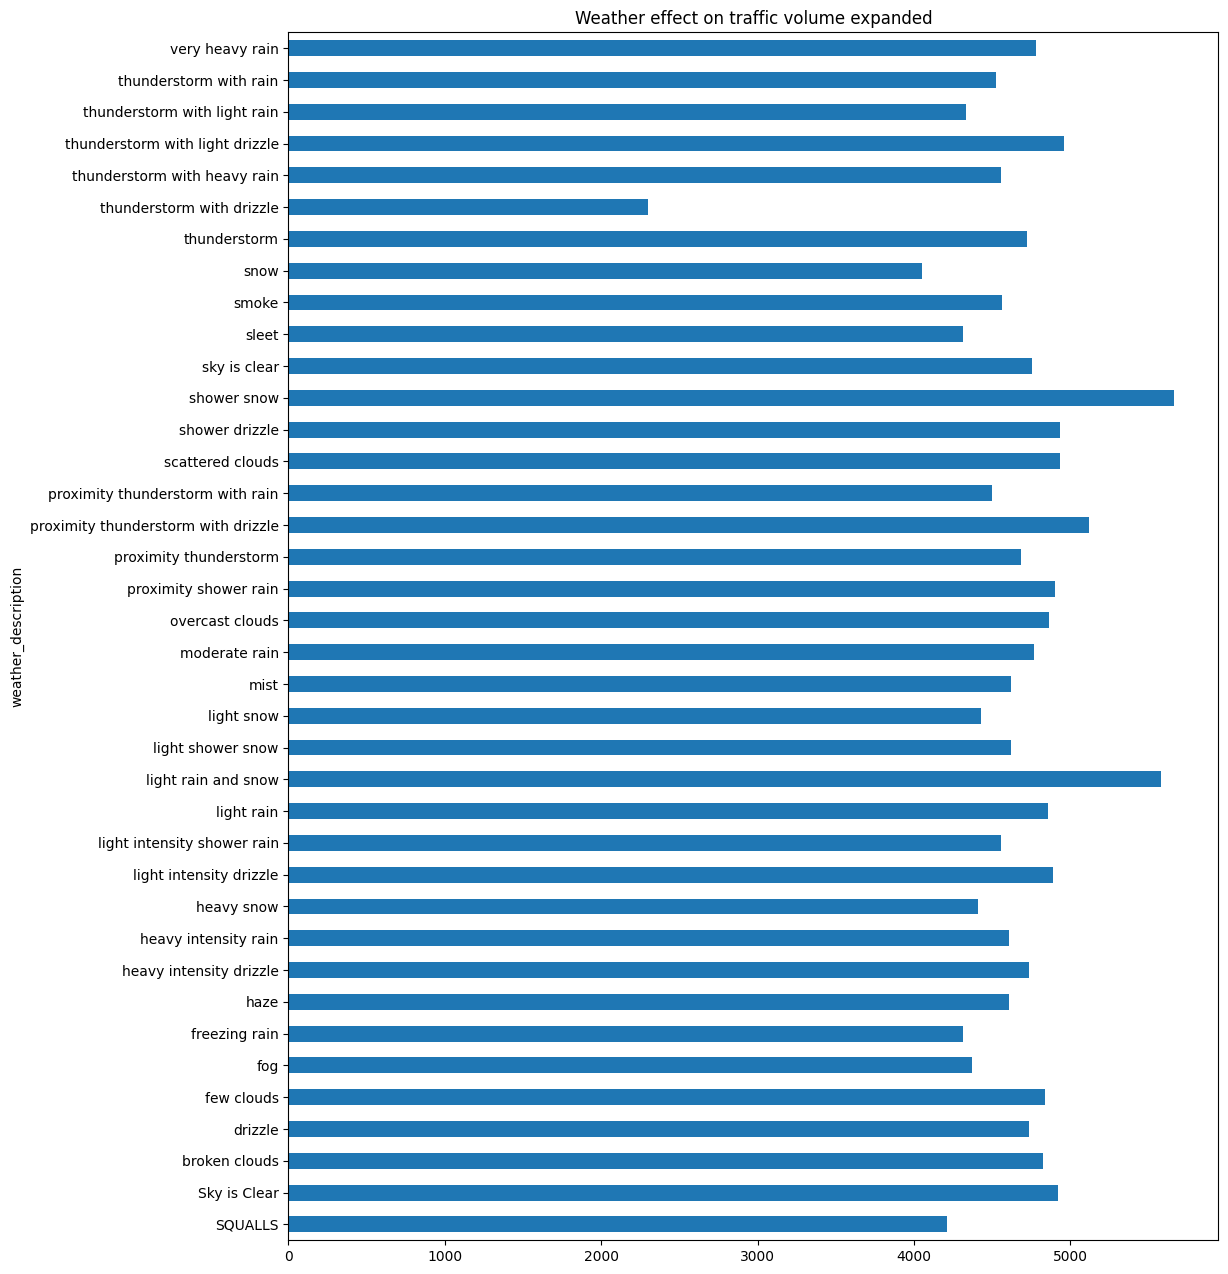 Weather effect on traffic volume expanded
very heavy rain
thunderstorm with rain
thunderstorm with light rain
thunderstorm with light drizzle
thunderstorm with heavy rain
thunderstorm with drizzle
thunderstorm
snow
smoke
sleet
sky is clear
shower snow
shower drizzle
scattered clouds
proximity thunderstorm with rain
proximity thunderstorm with drizzle
proximity thunderstorm
proximity shower rain
overcast clouds
moderate rain
mist
light snow
light shower snow
light rain and snow
light rain
light intensity shower rain
light intensity drizzle
heavy snow
heavy intensity rain
heavy intensity drizzle
haze
freezing rain
fog
few clouds
drizzle
broken clouds
Sky is Clear
SQUALLS
weather_description
0 1000 2000 3000 4000 5000